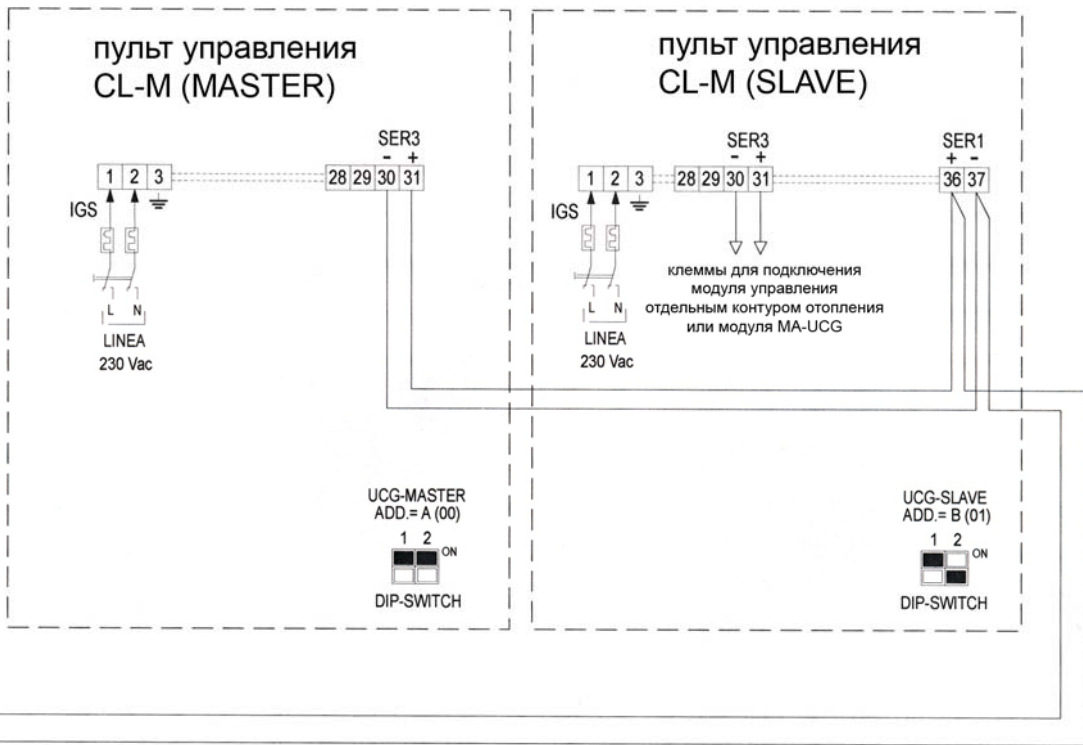 пульт управления
CL-M (MASTER)
SER3
- +
1 2 3
28 29 30 31
IGS
L N
LINEA
230 Vac
UCG-MASTER
ADD.= A (00)
1 2
ON
DIP-SWITCH
пульт управления
CL-M (SLAVE)
SER3
- +
SER1
+ -
1 2 3
28 29 30 31
36 37
IGS
клеммы для подключения
модуля управления
отдельным контуром отопления
или модуля MA-UCG
L N
LINEA
230 Vac
UCG-SLAVE
ADD.= B (01)
1 2
ON
DIP-SWITCH